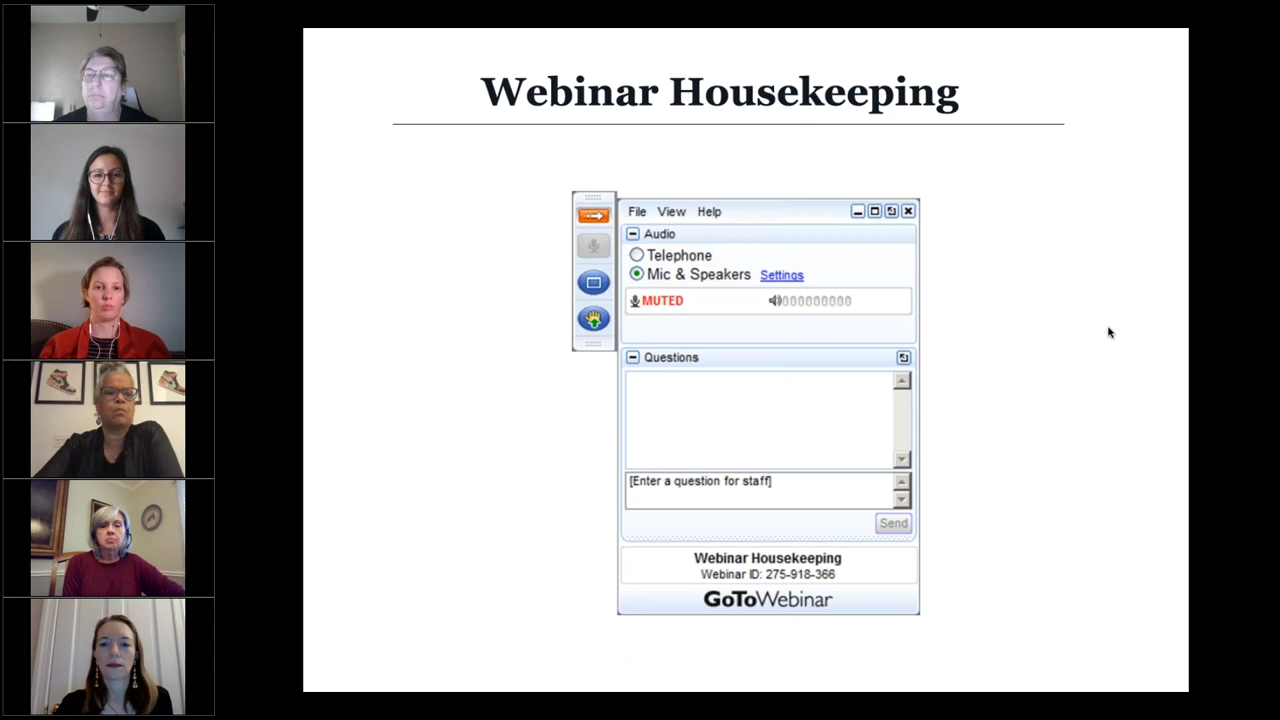 Webinar Housekeeping
File View Help
Audio
Telephone
Mic & Speakers Settings
MUTED 000000000
Questions
[Enter a question for staff]
Send
Webinar Housekeeping
Webinar ID: 275-918-366
GoToWebinar